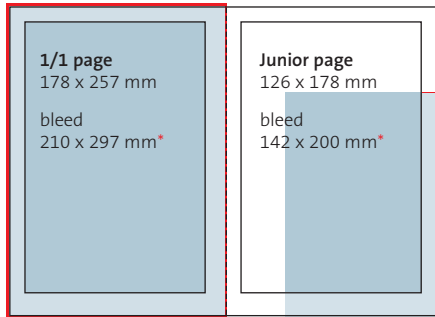 1/1 page
178 x 257 mm
bleed
210 x 297 mm*
Junior page
126 x 178 mm
bleed
142 x 200 mm*